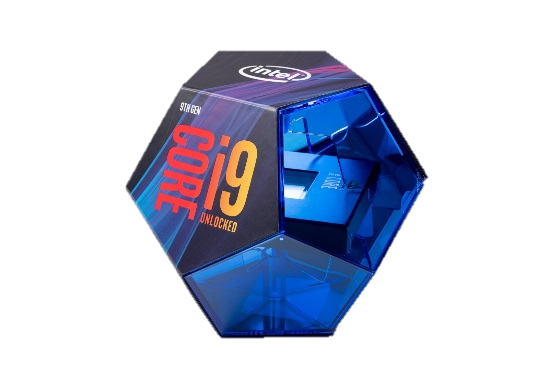 intel
9TH GEN
CORE i9
UNLOCKED